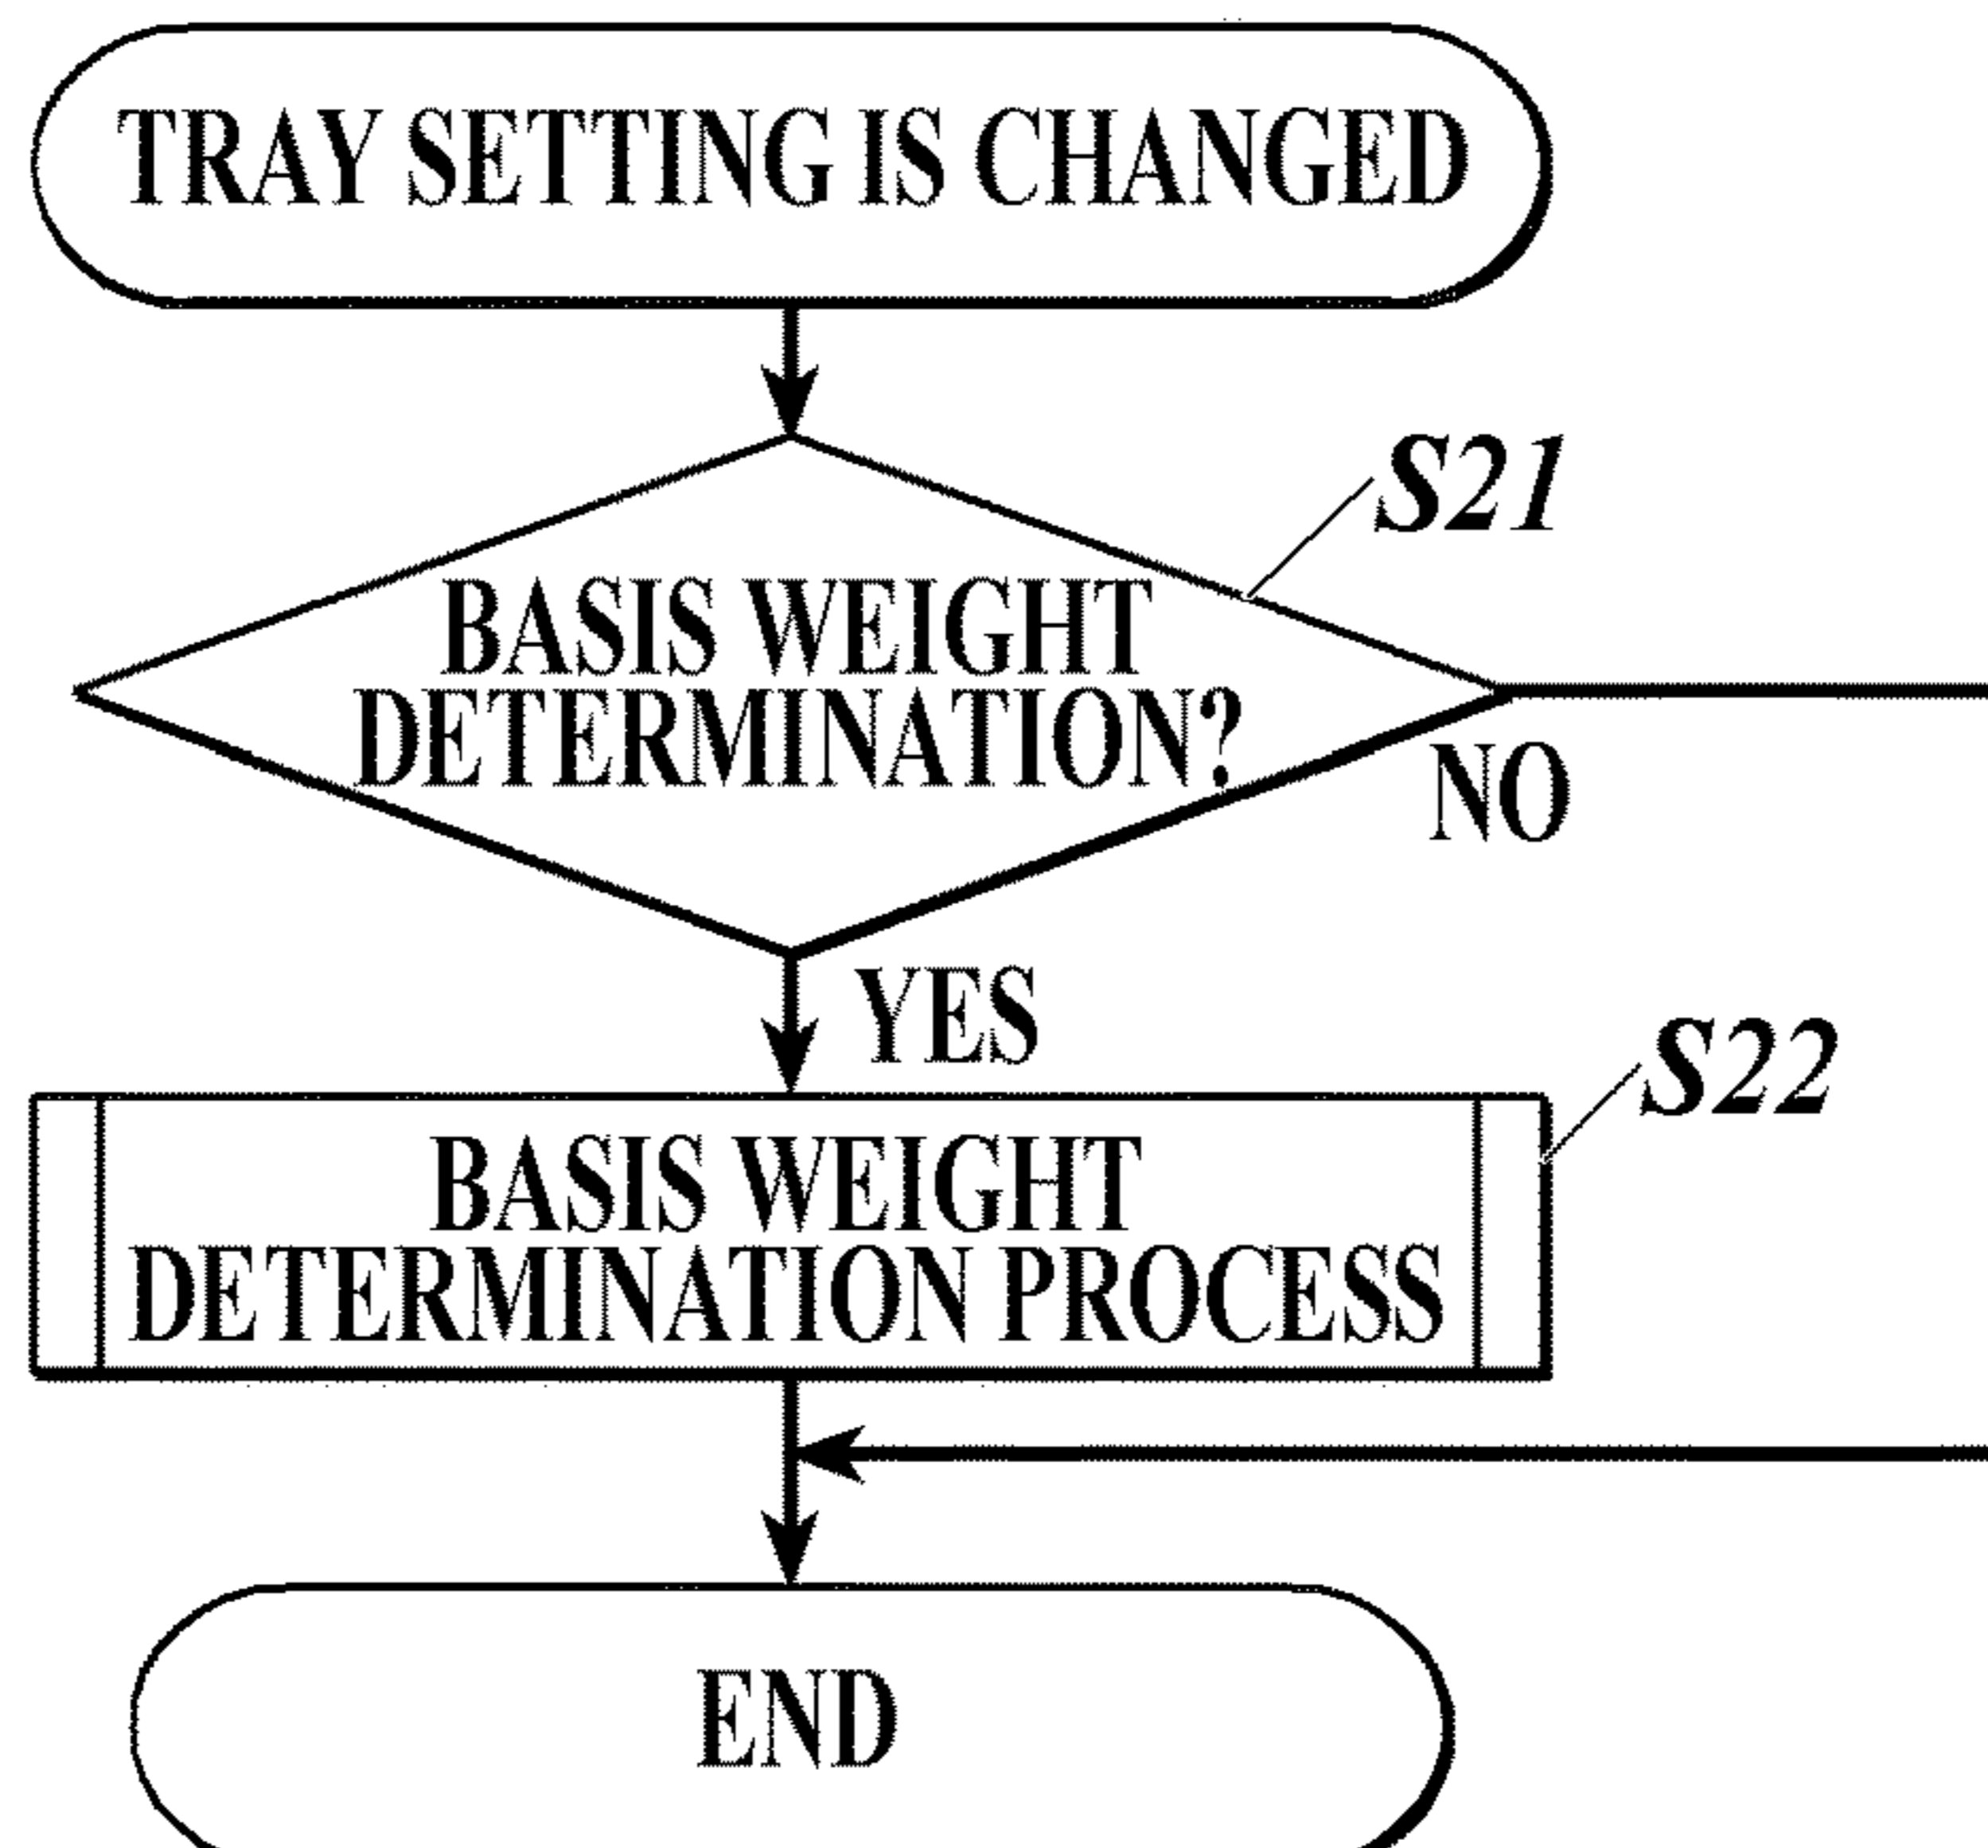 TRAY SETTING IS CHANGED
S21
BASIS WEIGHT
DETERMINATION?
NO
YES
S22
BASIS WEIGHT
DETERMINATION PROCESS
END